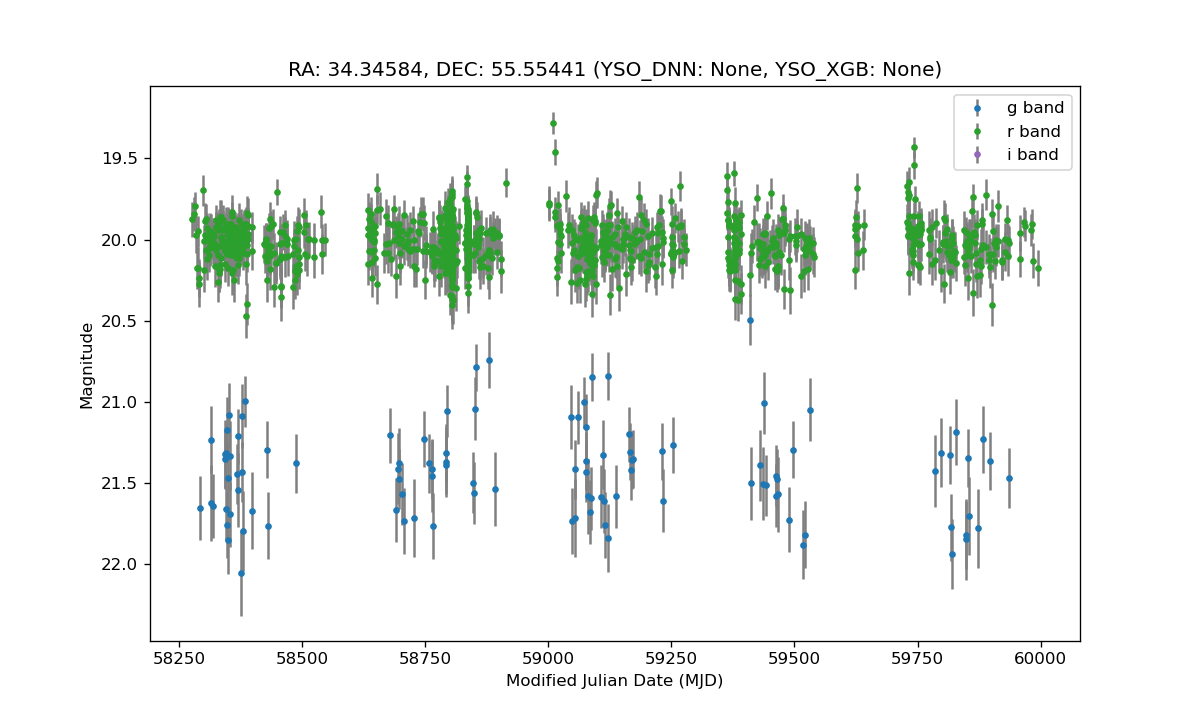 RA: 34.34584, DEC: 55.55441 (YSO_DNN: None, YSO_XGB: None)
g band
r band
i band
19.5
20.0
20.5
21.0
21.5
22.0
Magnitude
58250 58500 58750 59000 59250 59500 59750 60000
Modified Julian Date (MJD)